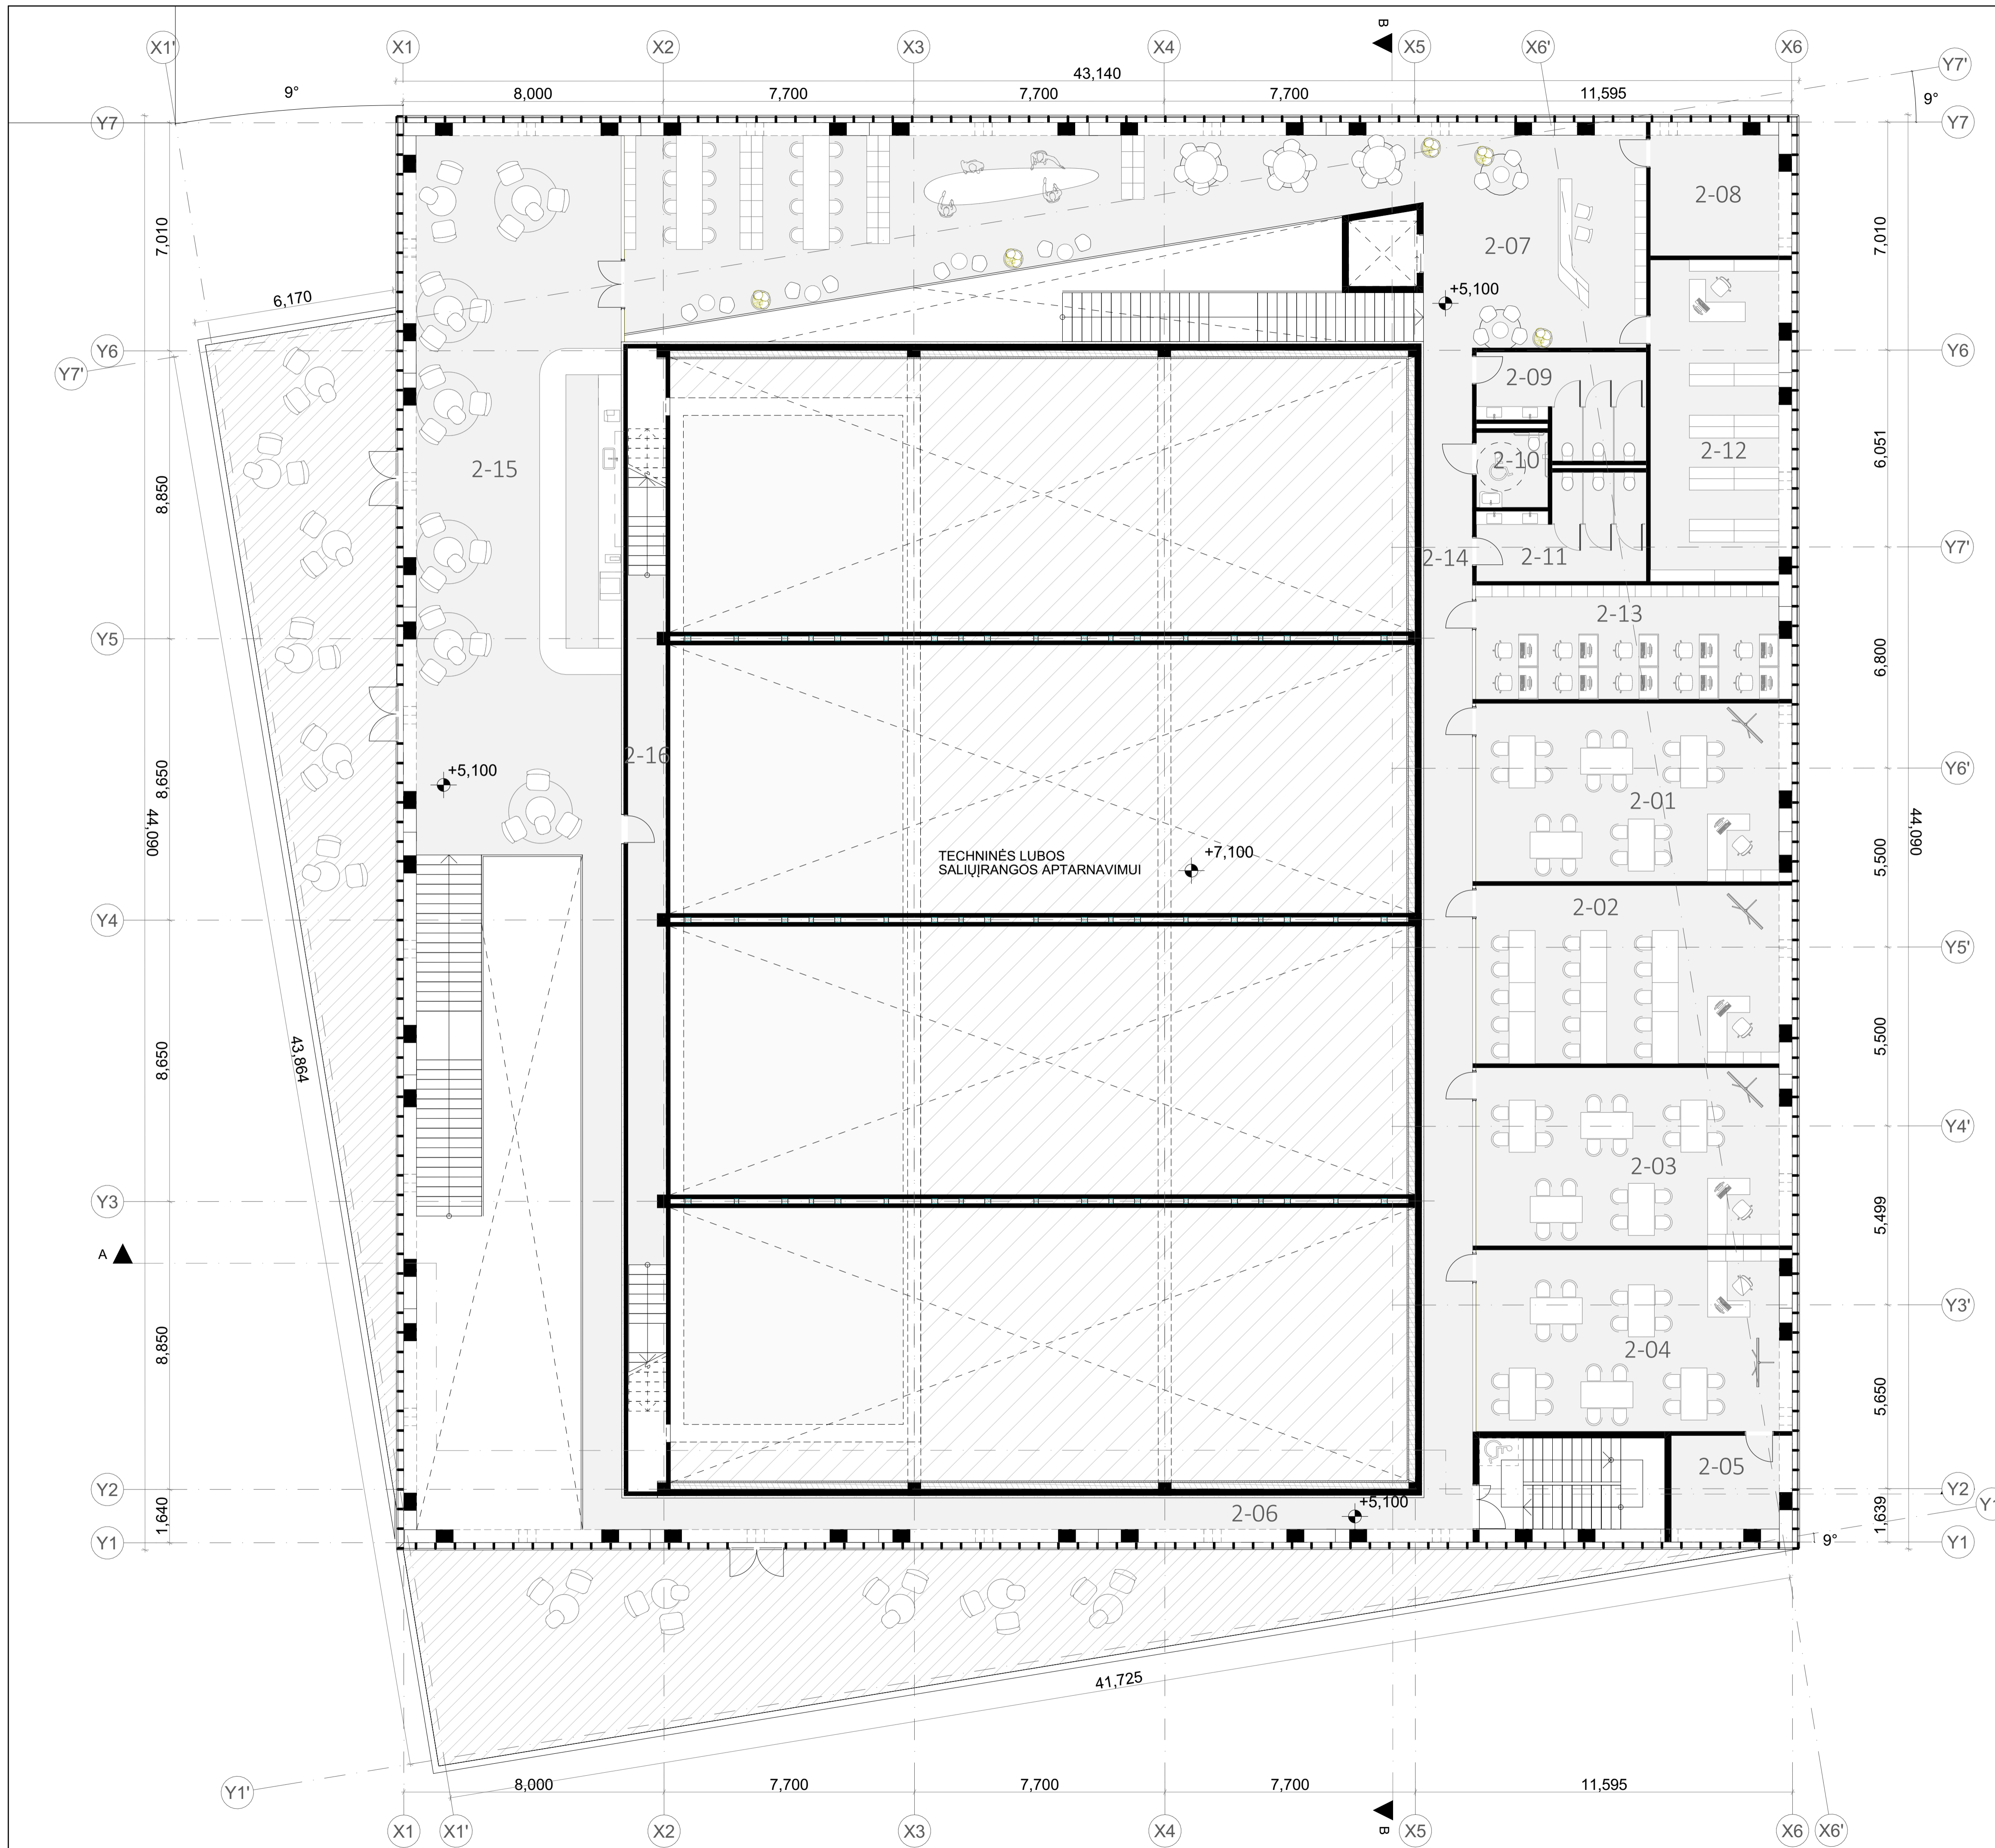 B
X1'
X1
X2
X3
X4
X5
X6'
X6
Y7'
43,140
9°
8,000
7,700
7,700
7,700
11,595
9°
Y7
Y7
2-08
7,010
2-07
7,010
6,170
+5,100
Y6
Y6
Y7'
2-09
8,850
2-15
2-10
2-12
6,051
2-14
2-11
Y7'
2-13
Y5
6,800
2-16
8,650
+5,100
Y6'
2-01
44,060
44,090
TECHNINĖS LUBOS
SALIŲĮRANGOS APTARNAVIMUI
+7,100
5,500
2-02
Y4
Y5'
43,864
8,650
5,500
Y4'
2-03
Y3
5,499
A
Y3'
8,850
2-04
5,650
2-05
Y2
Y2
1,640
2-06
+5,100
1,639
Y1
9°
Y1
41,725
Y1'
8,000
7,700
7,700
7,700
11,595
X1
X1'
X2
X3
X4
B
X5
X6
X6'